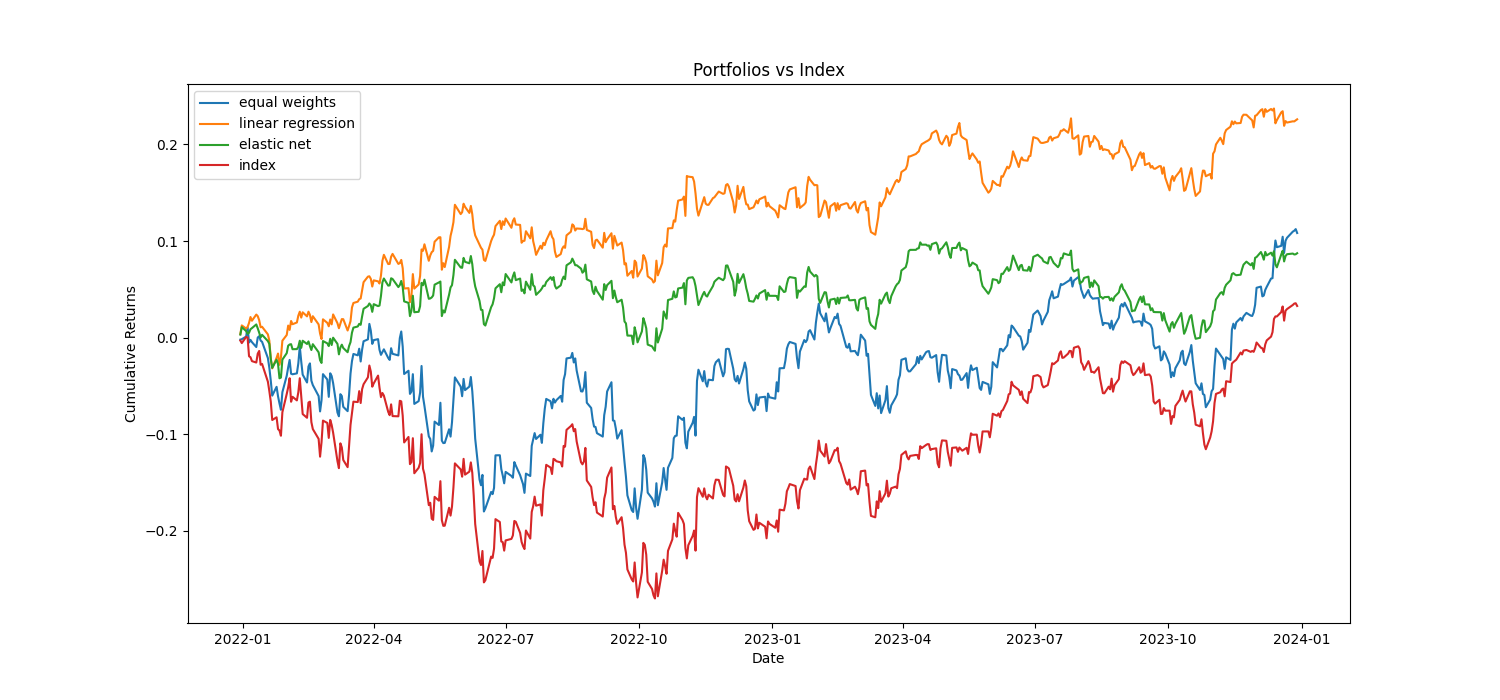 Portfolios vs Index
equal weights
linear regression
elastic net
index
Cumulative Returns
0.2
0.1
0.0
−0.1
−0.2
2022-01
2022-04
2022-07
2022-10
2023-01
2023-04
2023-07
2023-10
2024-01
Date